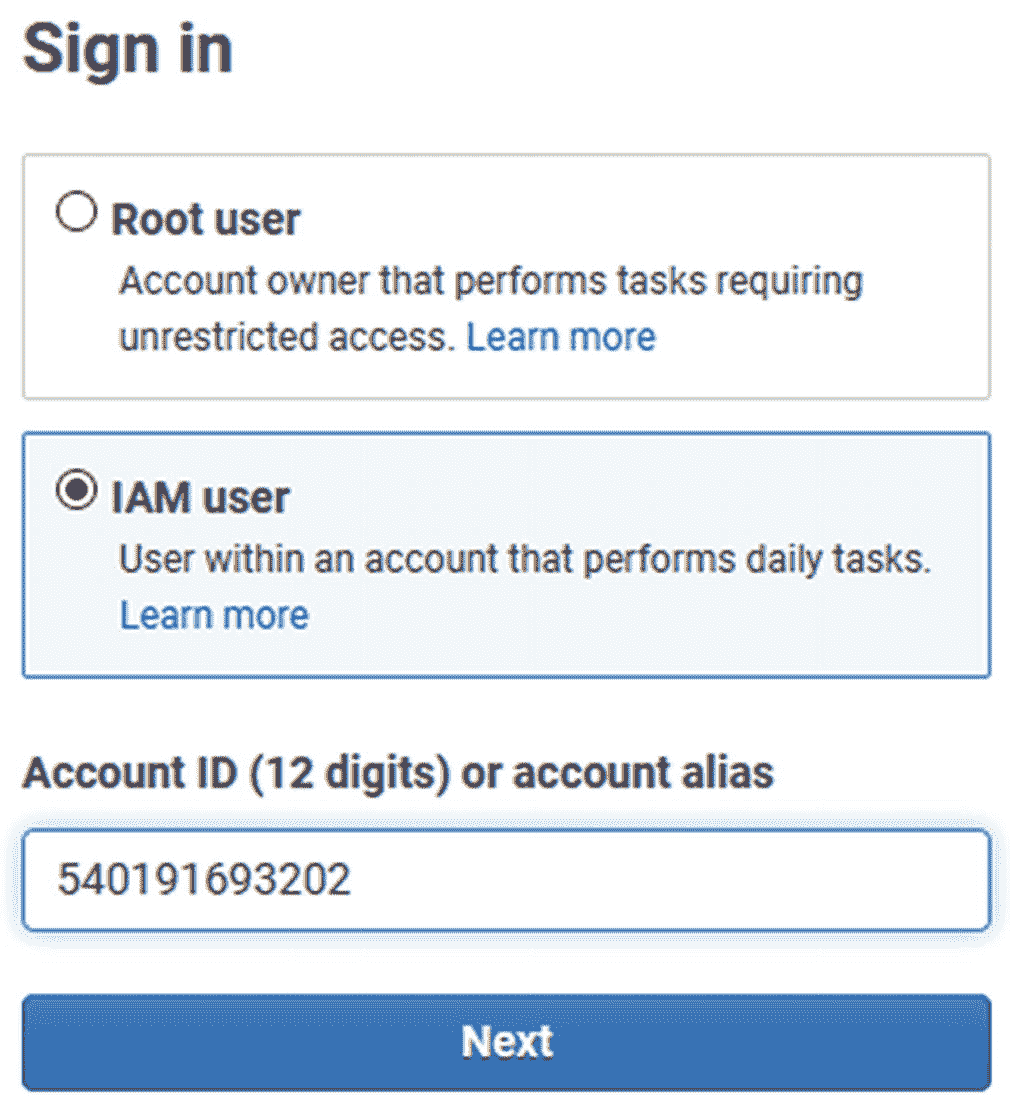 Sign in
Root user
Account owner that performs tasks requiring
unrestricted access. Learn more
IAM user
User within an account that performs daily tasks.
Learn more
Account ID (12 digits) or account alias
540191693202
Next